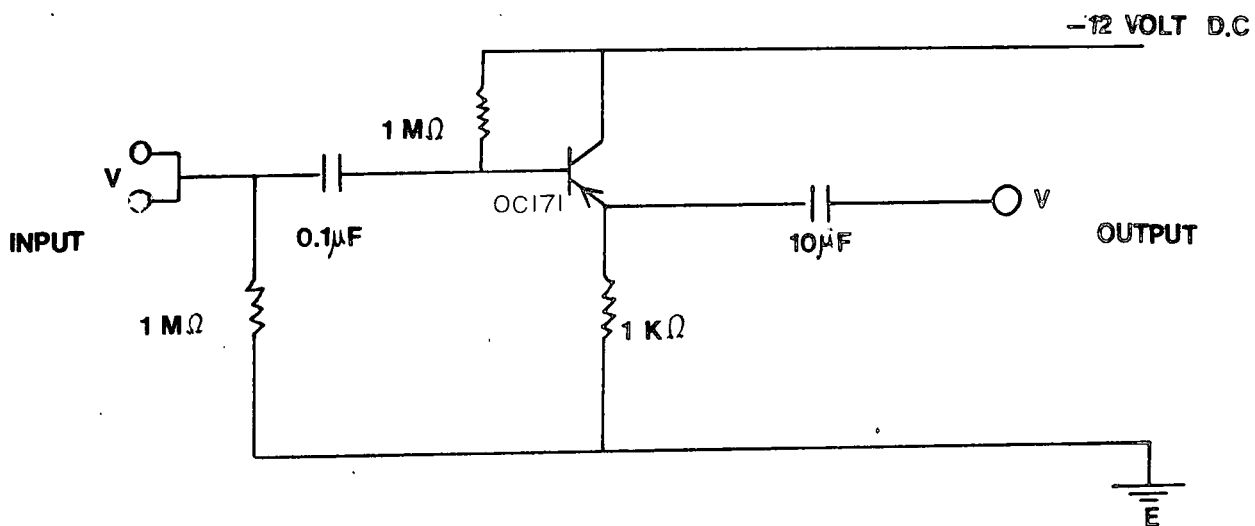 -12 VOLT D.C
1 MΩ
V
OC171
V
INPUT
0.1μF
10μF
OUTPUT
1 MΩ
1 KΩ
E